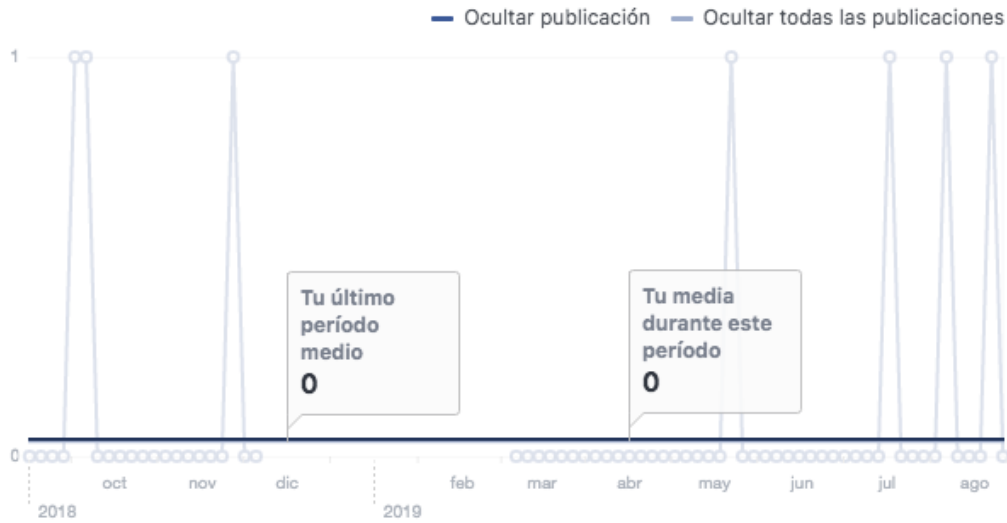 Ocultar publicación Ocultar todas las publicaciones
1
Tu último
período
medio
0
Tu media
durante este
período
0
0
oct nov dic feb mar abr may jun jul ago
2018 2019